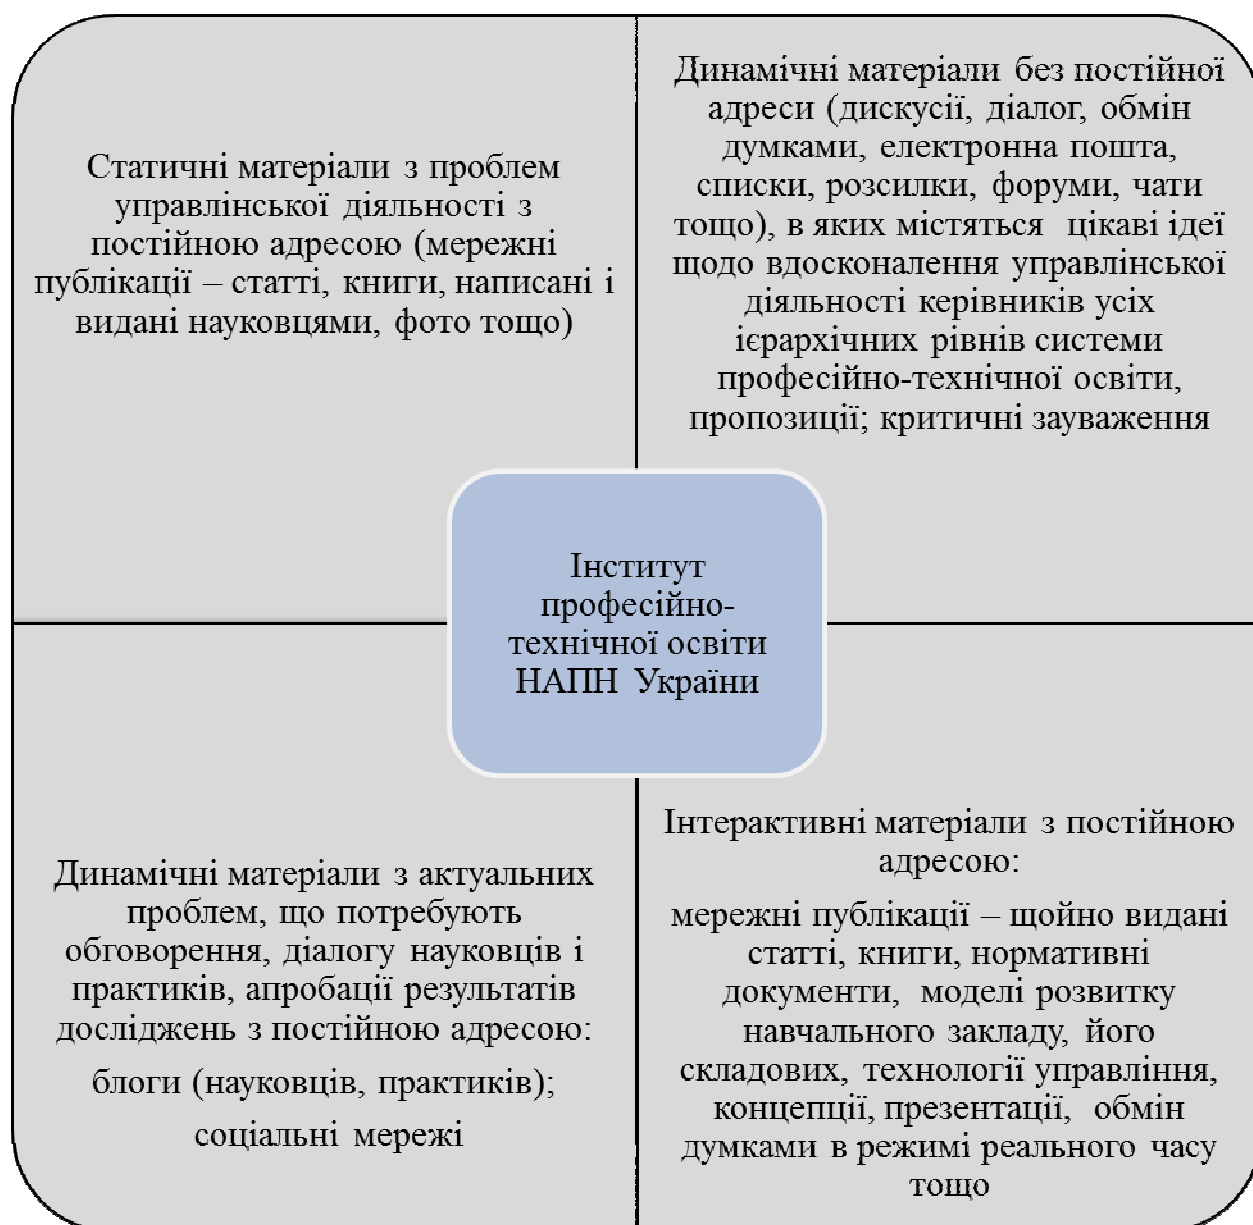 Статичні матеріали з проблем
управлінської діяльності з
постійною адресою (мережні
публікації – статті, книги, написані і
видані науковцями, фото тощо)
Динамічні матеріали без постійної
адреси (дискусії, діалог, обмін
думками, електронна пошта,
списки, розсилки, форуми, чати
тощо), в яких містяться цікаві ідеї
щодо вдосконалення управлінської
діяльності керівників усіх
ієрархічних рівнів системи
професійно-технічної освіти,
пропозиції; критичні зауваження
Інститут
професійно-
технічної освіти
НАПН України
Динамічні матеріали з актуальних
проблем, що потребують
обговорення, діалогу науковців і
практиків, апробації результатів
досліджень з постійною адресою:
блоги (науковців, практиків);
соціальні мережі
Інтерактивні матеріали з постійною
адресою:
мережні публікації – щойно видані
статті, книги, нормативні
документи, моделі розвитку
навчального закладу, його
складових, технології управління,
концепції, презентації, обмін
думками в режимі реального часу
тощо